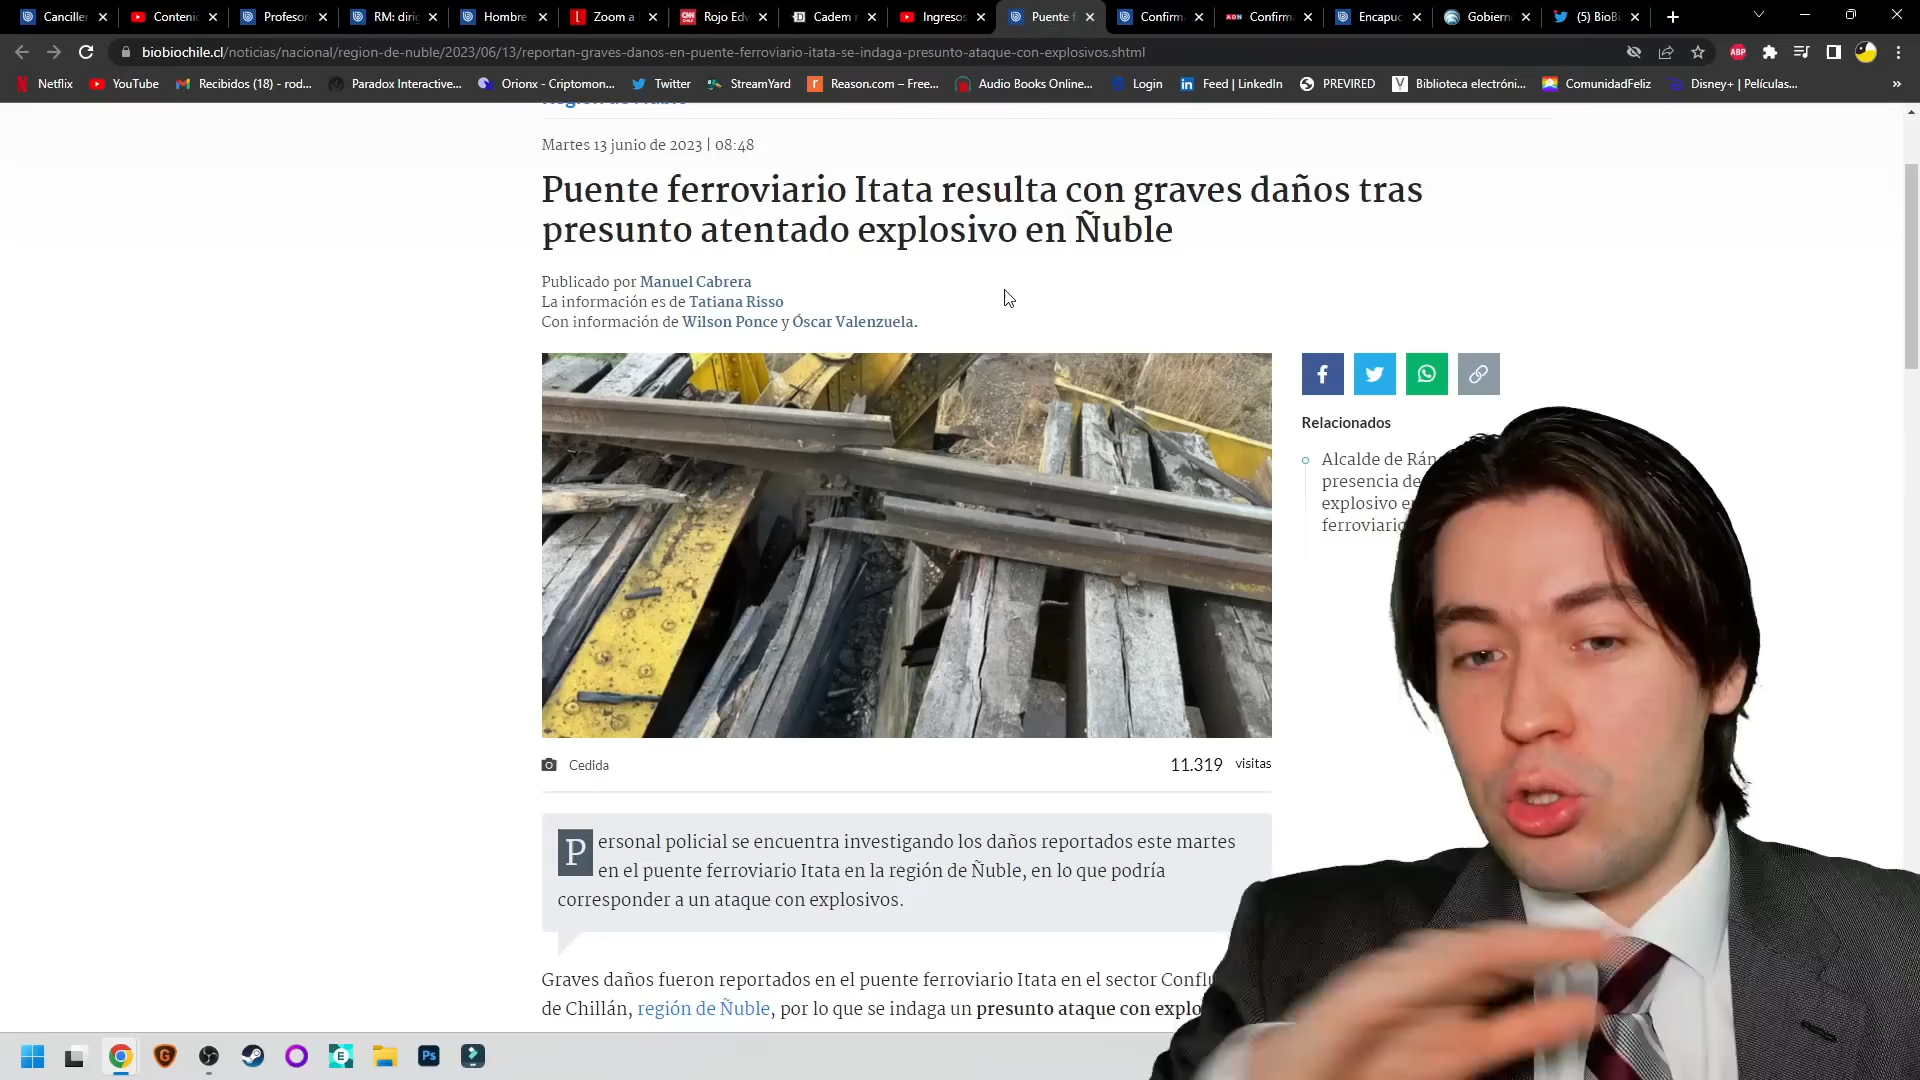 Canciller
Contenid
Profesor
RM: dirig
Hombre
Zoom a l
Rojo Edw
Cadem r
Ingresos
Puente f
Confirm
Confirm
Encapuc
Gobiern
(5) BioBi
biobiochile.cl/noticias/nacional/region-de-nuble/2023/06/13/reportan-graves-danos-en-puente-ferroviario-itata-se-indaga-presunto-ataque-con-explosivos.shtml
Netflix
YouTube
Recibidos (18) - rod...
Paradox Interactive...
Orionx - Criptomon...
Twitter
StreamYard
Reason.com – Free...
Audio Books Online...
Login
Feed | LinkedIn
PREVIRED
Biblioteca electróni...
ComunidadFeliz
Disney+ | Películas...
»
Martes 13 junio de 2023 | 08:48
Puente ferroviario Itata resulta con graves daños tras
presunto atentado explosivo en Ñuble
Publicado por Manuel Cabrera
La información es de Tatiana Risso
Con información de Wilson Ponce y Óscar Valenzuela.
Relacionados
Alcalde de Rán
presencia de
explosivo e
ferroviario
Cedida
11.319 visitas
Personal policial se encuentra investigando los daños reportados este martes
en el puente ferroviario Itata en la región de Ñuble, en lo que podría
corresponder a un ataque con explosivos.
Graves daños fueron reportados en el puente ferroviario Itata en el sector Conflu
de Chillán, región de Ñuble, por lo que se indaga un presunto ataque con explo